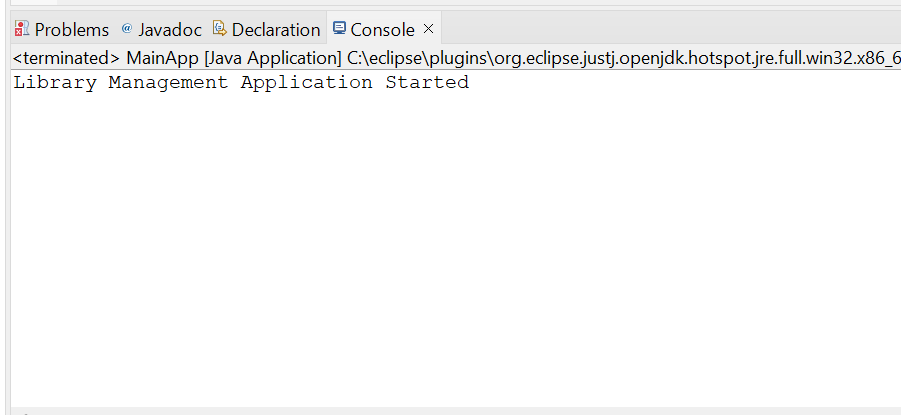 Problems @ Javadoc Declaration Console
<terminated> MainApp [Java Application] C:\eclipse\plugins\org.eclipse.justj.openjdk.hotspot.jre.full.win32.x86_6
Library Management Application Started